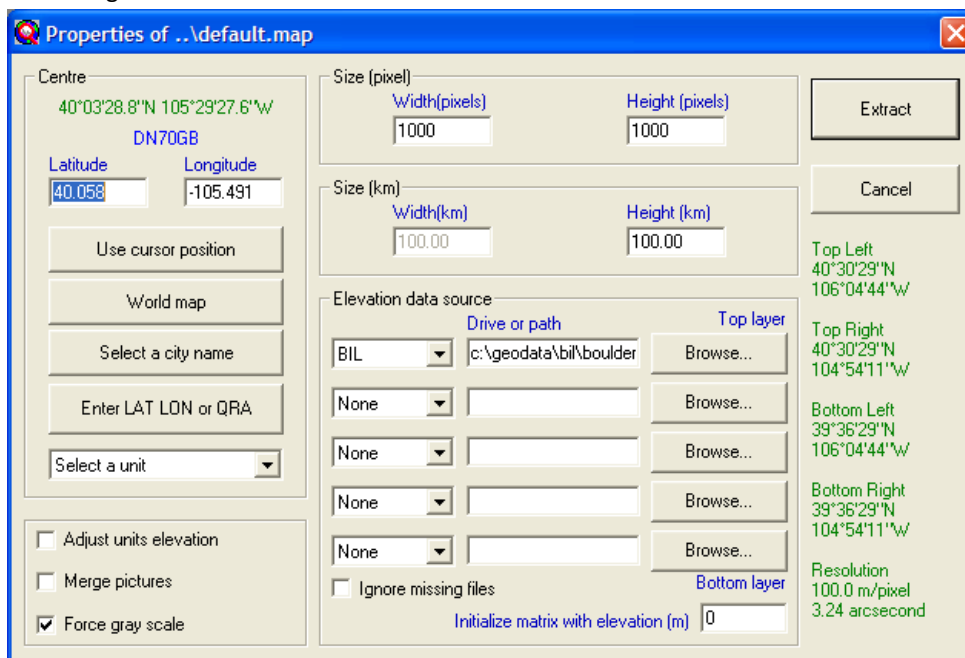 Properties of ..\default.map
Centre
40°03'28.8''N 105°29'27.6''W
DN70GB
Latitude Longitude
40.058 -105.491
Use cursor position
World map
Select a city name
Enter LAT LON or QRA
Select a unit
Adjust units elevation
Merge pictures
Force gray scale
Size (pixel)
Width(pixels) Height (pixels)
1000 1000
Size (km)
Width(km) Height (km)
100.00 100.00
Elevation data source
Drive or path Top layer
BIL c:\geodata\bil\boulder Browse...
None Browse...
None Browse...
None Browse...
None Browse...
Ignore missing files Bottom layer
Initialize matrix with elevation (m) 0
Extract
Cancel
Top Left
40°30'29''N
106°04'44''W
Top Right
40°30'29''N
104°54'11''W
Bottom Left
39°36'29''N
106°04'44''W
Bottom Right
39°36'29''N
104°54'11''W
Resolution
100.0 m/pixel
3.24 arcsecond